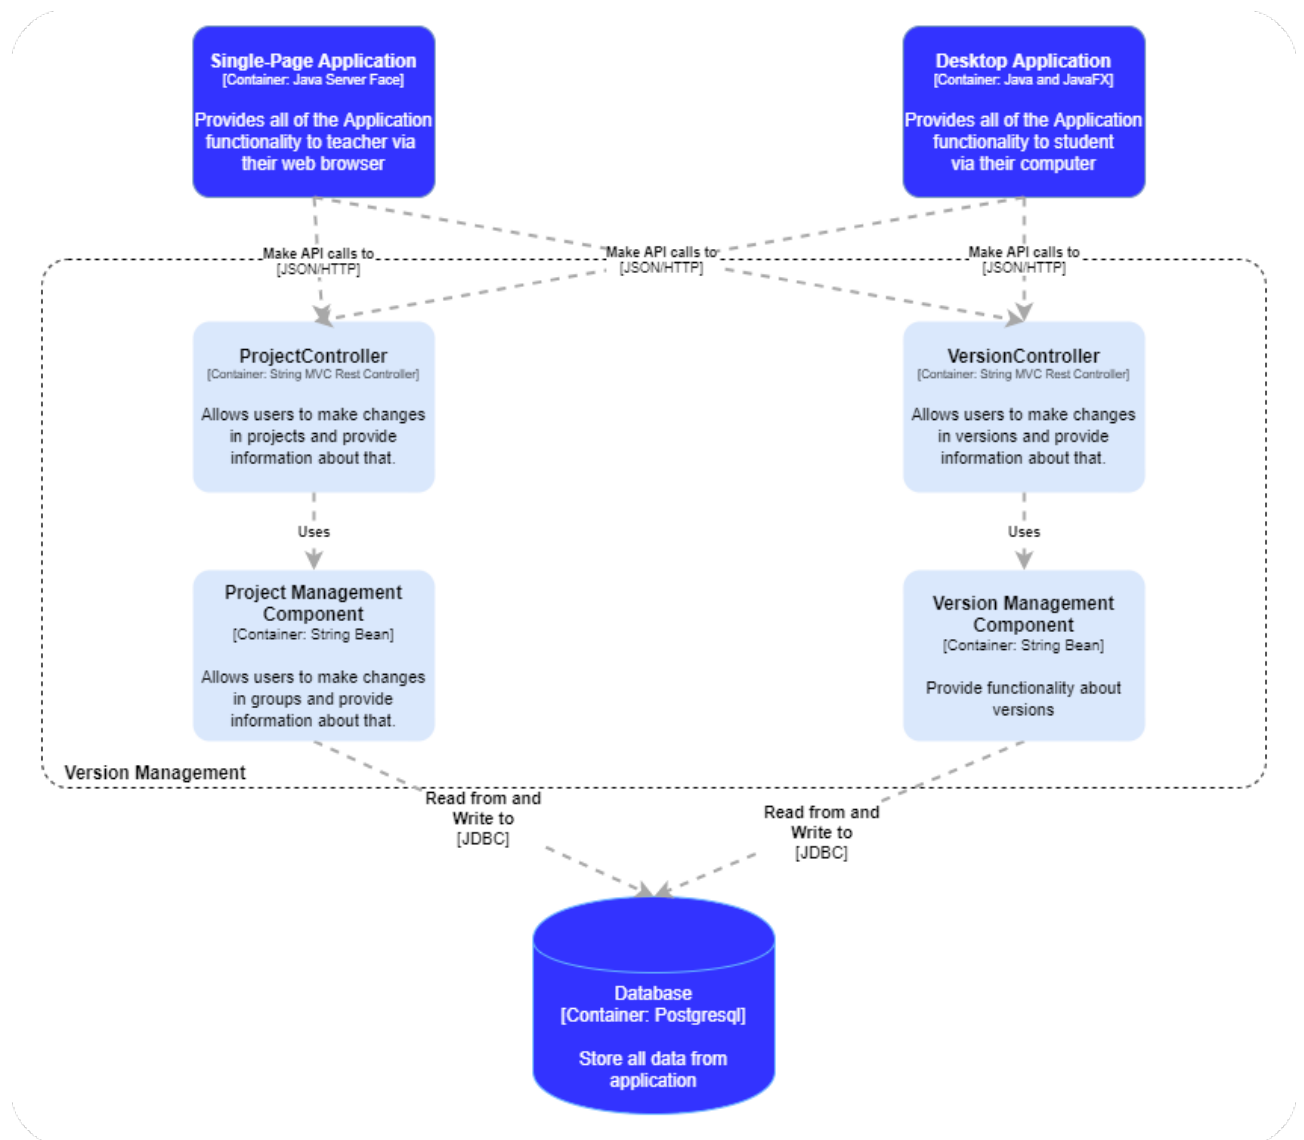 Single-Page Application
[Container: Java Server Face]
Provides all of the Application
functionality to teacher via
their web browser
Desktop Application
[Container: Java and JavaFX]
Provides all of the Application
functionality to student
via their computer
Make API calls to
[JSON/HTTP]
Make API calls to
[JSON/HTTP]
Make API calls to
[JSON/HTTP]
ProjectController
[Container: String MVC Rest Controller]
Allows users to make changes
in projects and provide
information about that.
VersionController
[Container: String MVC Rest Controller]
Allows users to make changes
in versions and provide
information about that.
Uses
Uses
Project Management
Component
[Container: String Bean]
Allows users to make changes
in groups and provide
information about that.
Version Management
Component
[Container: String Bean]
Provide functionality about
versions
Version Management
Read from and
Write to
[JDBC]
Read from and
Write to
[JDBC]
Database
[Container: Postgresql]
Store all data from
application